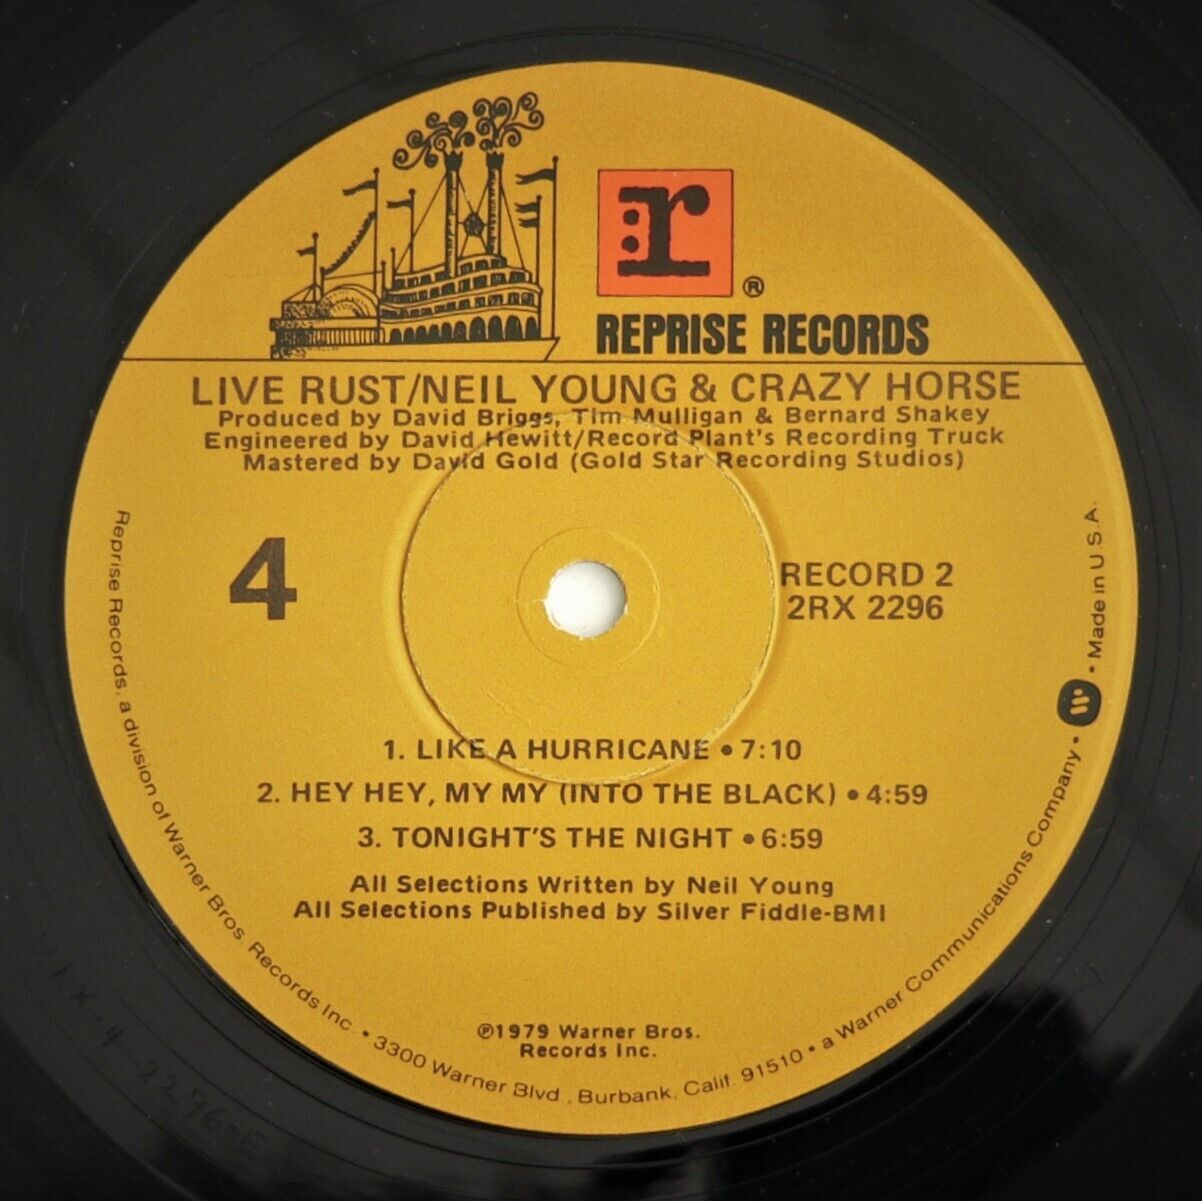 r
®
REPRISE RECORDS
LIVE RUST/NEIL YOUNG & CRAZY HORSE
Produced by David Briggs, Tim Mulligan & Bernard Shakey
Engineered by David Hewitt/Record Plant's Recording Truck
Mastered by David Gold (Gold Star Recording Studios)
4
RECORD 2
2RX 2296
1. LIKE A HURRICANE • 7:10
2. HEY HEY, MY MY (INTO THE BLACK) • 4:59
3. TONIGHT'S THE NIGHT • 6:59
All Selections Written by Neil Young
All Selections Published by Silver Fiddle-BMI
℗1979 Warner Bros.
Records Inc.
Reprise Records, a division of Warner Bros. Records Inc. • 3300 Warner Blvd., Burbank, Calif. 91510 • a Warner Communications Company • W • Made in U.S.A.